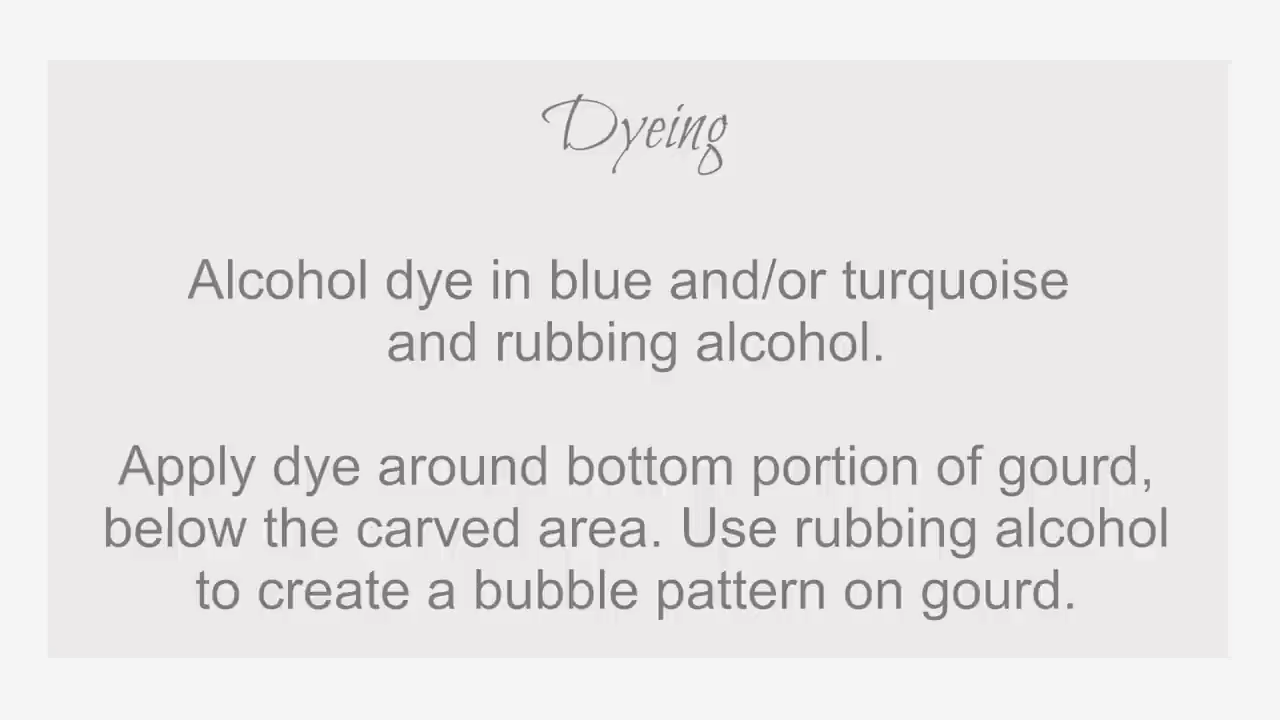 Dyeing
Alcohol dye in blue and/or turquoise
and rubbing alcohol.
Apply dye around bottom portion of gourd,
below the carved area. Use rubbing alcohol
to create a bubble pattern on gourd.